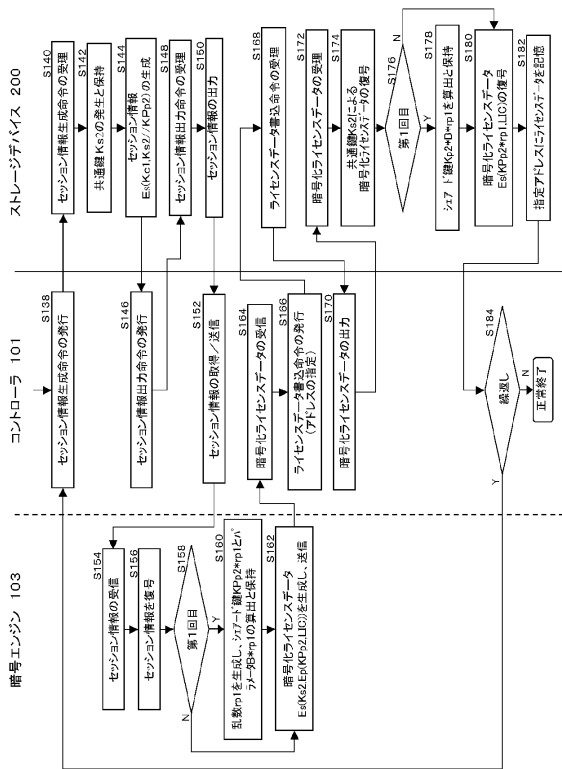 暗号エンジン 103
コントローラ 101
ストレージデバイス 200
S138
セッション情報生成命令の発行
S140
セッション情報生成命令の受理
S142
共通鍵Ks2の発生と保持
S144
セッション情報
Es(Kc1,Ks2//KPp2)の生成
S146
セッション情報出力命令の発行
S148
セッション情報出力命令の受理
S150
セッション情報の出力
S152
セッション情報の取得/送信
S154
セッション情報の受信
S156
セッション情報を復号
S158
第1回目
N
Y
S160
乱数rp1を生成し、シェアード鍵KPp2*rp1とパ
ラメータB*rp1の算出と保持
S162
暗号化ライセンスデータ
Es(Ks2,Ep(KPp2,LIC))を生成し、送信
S164
暗号化ライセンスデータの受信
S166
ライセンスデータ書込命令の発行
(アドレスの指定)
S168
ライセンスデータ書込命令の受理
S170
暗号化ライセンスデータの出力
S172
暗号化ライセンスデータの受理
S174
共通鍵Ks2による
暗号化ライセンスデータの復号
S176
第1回目
N
Y
S178
シェアード鍵Kp2*B*rp1を算出と保持
S180
暗号化ライセンスデータ
Es(KPp2*rp1,LIC)の復号
S182
指定アドレスにライセンスデータを記憶
S184
繰返し
Y
N
正常終了